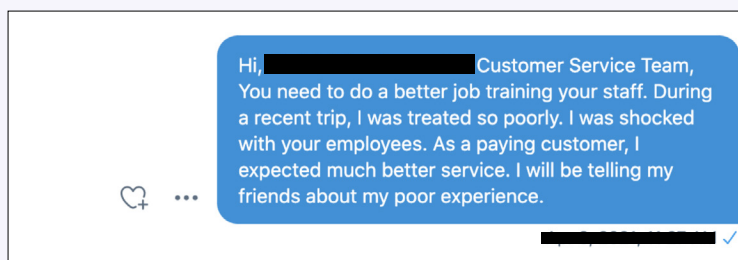 Hi, Customer Service Team,
You need to do a better job training your staff. During
a recent trip, I was treated so poorly. I was shocked
with your employees. As a paying customer, I
expected much better service. I will be telling my
friends about my poor experience.